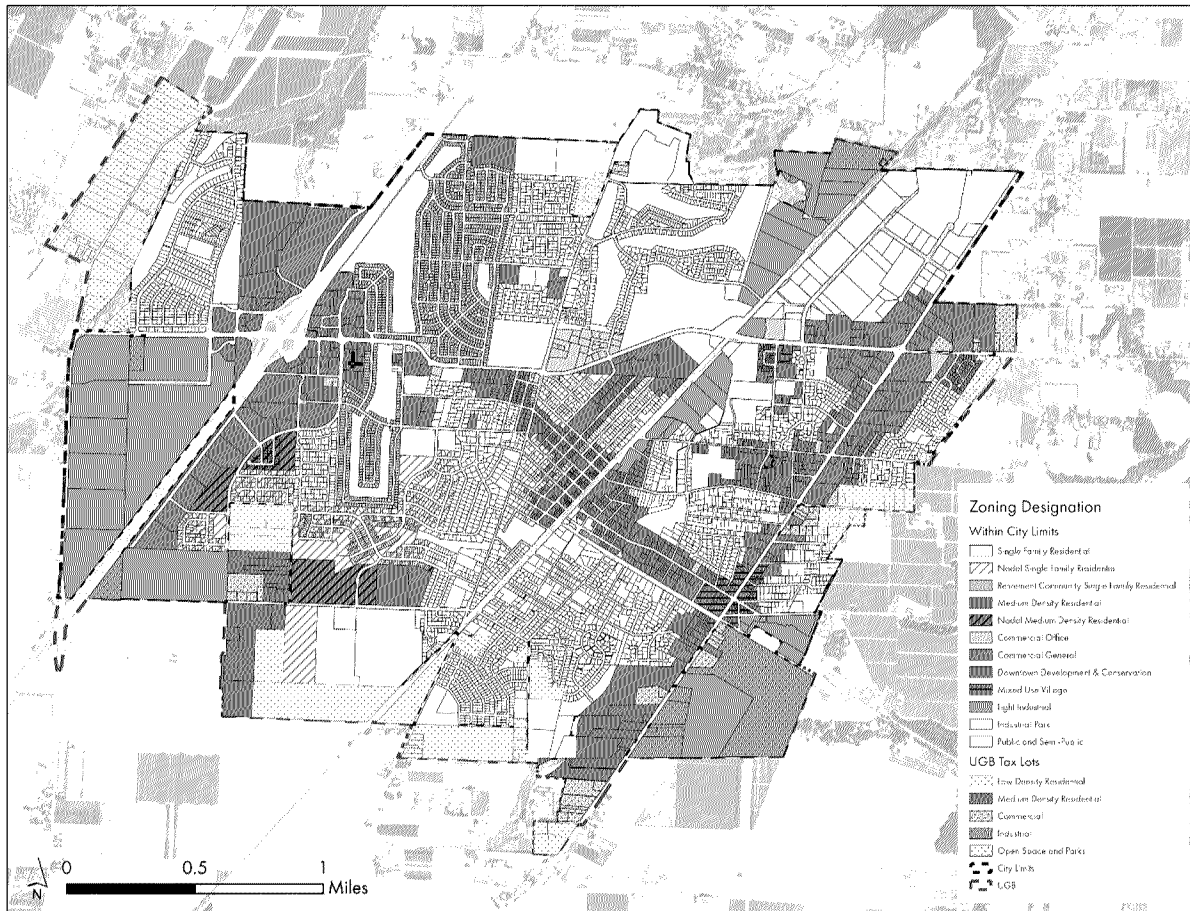 Zoning Designation
Within City Limits
Single Family Residential
Nodal Single Family Residential
Retirement Community Single Family Residential
Medium Density Residential
Nodal Medium Density Residential
Commercial Office
Commercial General
Downtown Development & Conservation
Mixed Use Village
Light Industrial
Industrial Park
Public and Semi-Public
UGB Tax Lots
Low Density Residential
Medium Density Residential
Commercial
Industrial
Open Space and Parks
City Limits
UGB
0 0.5 1
Miles
N